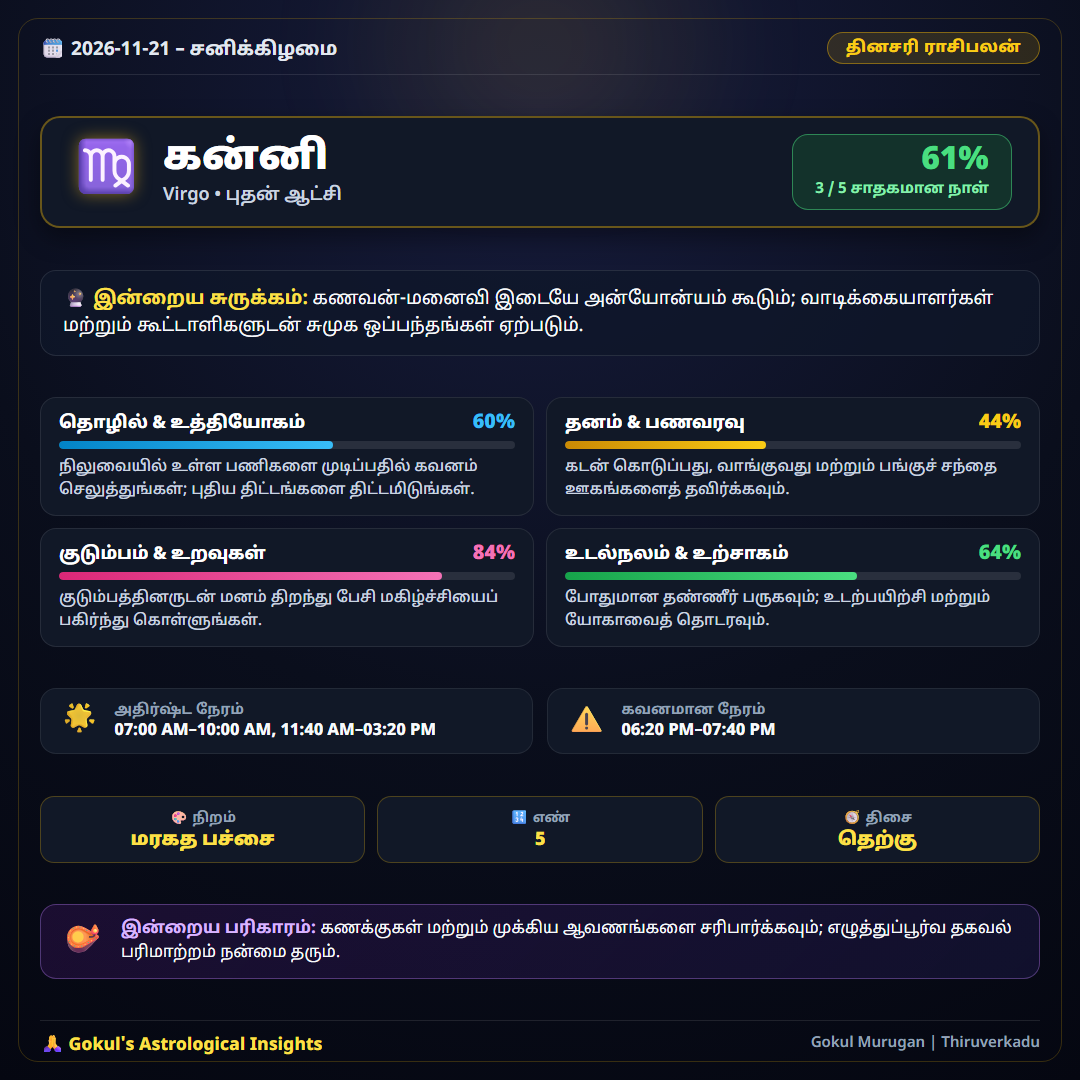 2026-11-21 – சனிக்கிழமை
தினசரி ராசிபலன்
கன்னி
Virgo • புதன் ஆட்சி
61%
3 / 5 சாதகமான நாள்
இன்றைய சுருக்கம்: கணவன்-மனைவி இடையே அன்யோன்யம் கூடும்; வாடிக்கையாளர்கள்
மற்றும் கூட்டாளிகளுடன் சுமுக ஒப்பந்தங்கள் ஏற்படும்.
தொழில் & உத்தியோகம் 60%
நிலுவையில் உள்ள பணிகளை முடிப்பதில் கவனம்
செலுத்துங்கள்; புதிய திட்டங்களை திட்டமிடுங்கள்.
தனம் & பணவரவு 44%
கடன் கொடுப்பது, வாங்குவது மற்றும் பங்குச் சந்தை
ஊகங்களைத் தவிர்க்கவும்.
குடும்பம் & உறவுகள் 84%
குடும்பத்தினருடன் மனம் திறந்து பேசி மகிழ்ச்சியைப்
பகிர்ந்து கொள்ளுங்கள்.
உடல்நலம் & உற்சாகம் 64%
போதுமான தண்ணீர் பருகவும்; உடற்பயிற்சி மற்றும்
யோகாவைத் தொடரவும்.
அதிர்ஷ்ட நேரம்
07:00 AM–10:00 AM, 11:40 AM–03:20 PM
கவனமான நேரம்
06:20 PM–07:40 PM
நிறம்
மரகத பச்சை
எண்
5
திசை
தெற்கு
இன்றைய பரிகாரம்: கணக்குகள் மற்றும் முக்கிய ஆவணங்களை சரிபார்க்கவும்; எழுத்துப்பூர்வ தகவல்
பரிமாற்றம் நன்மை தரும்.
Gokul's Astrological Insights
Gokul Murugan | Thiruverkadu